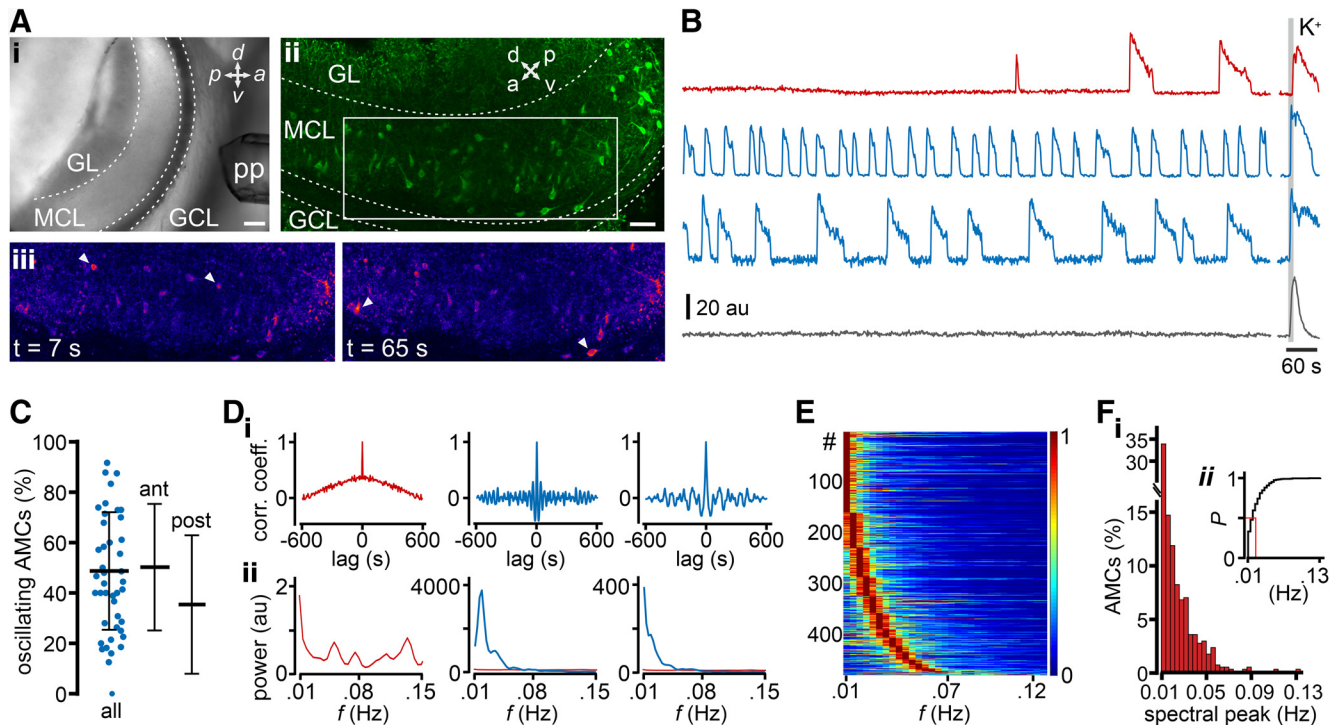 A
i
d
p a
v
GL
MCL
GCL
pp
ii
d p
a v
GL
MCL
GCL
iii
t = 7 s
t = 65 s
B
K+
20 au
60 s
C
oscillating AMCs (%)
100
80
60
40
20
0
all
ant
post
D
i
corr. coeff.
1
0
-600 0 600
lag (s)
1
0
-600 0 600
lag (s)
1
0
-600 0 600
lag (s)
ii
power (au)
2
1
0
.01 .08 .15
f (Hz)
4000
0
.01 .08 .15
f (Hz)
400
0
.01 .08 .15
f (Hz)
E
#
100
200
300
400
.01 .07 .12
f (Hz)
1
0
F
i
AMCs (%)
35
30
15
10
5
0
0.01 0.05 0.09 0.13
spectral peak (Hz)
ii
P
1
0
.01 .13
(Hz)